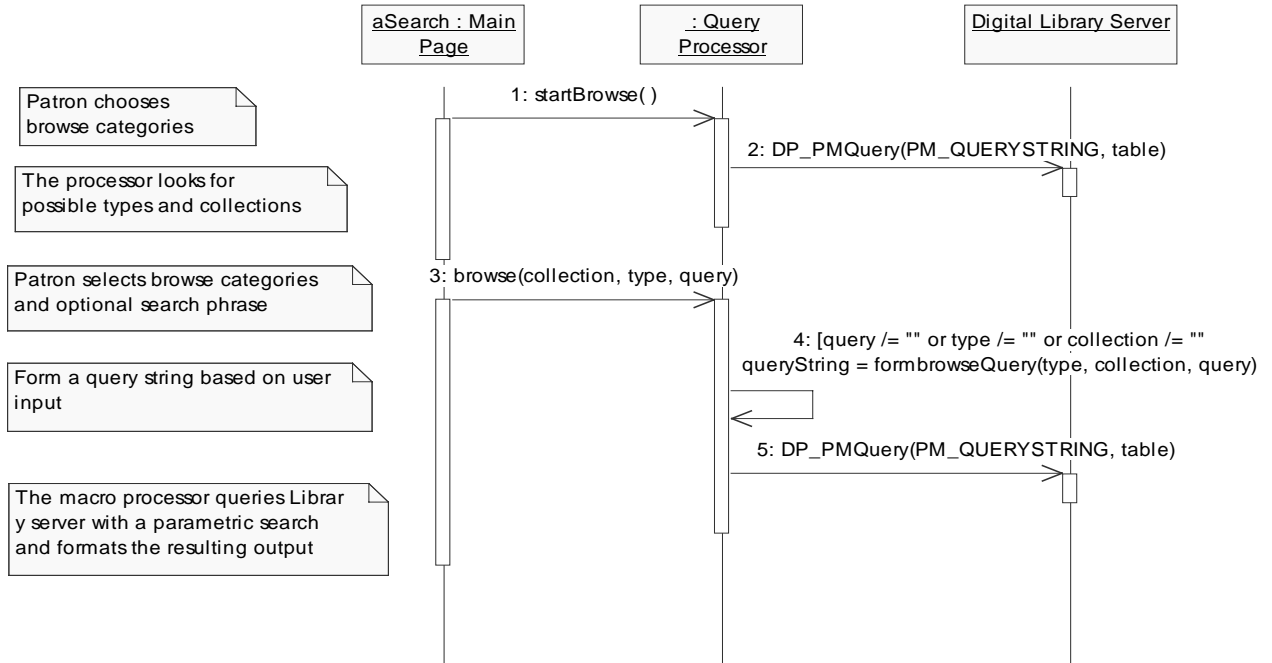 aSearch : Main
Page
: Query
Processor
Digital Library Server
Patron chooses
browse categories
1: startBrowse( )
2: DP_PMQuery(PM_QUERYSTRING, table)
The processor looks for
possible types and collections
Patron selects browse categories
and optional search phrase
3: browse(collection, type, query)
4: [query /= "" or type /= "" or collection /= ""
queryString = formbrowseQuery(type, collection, query)
Form a query string based on user
input
5: DP_PMQuery(PM_QUERYSTRING, table)
The macro processor queries Librar
y server with a parametric search
and formats the resulting output